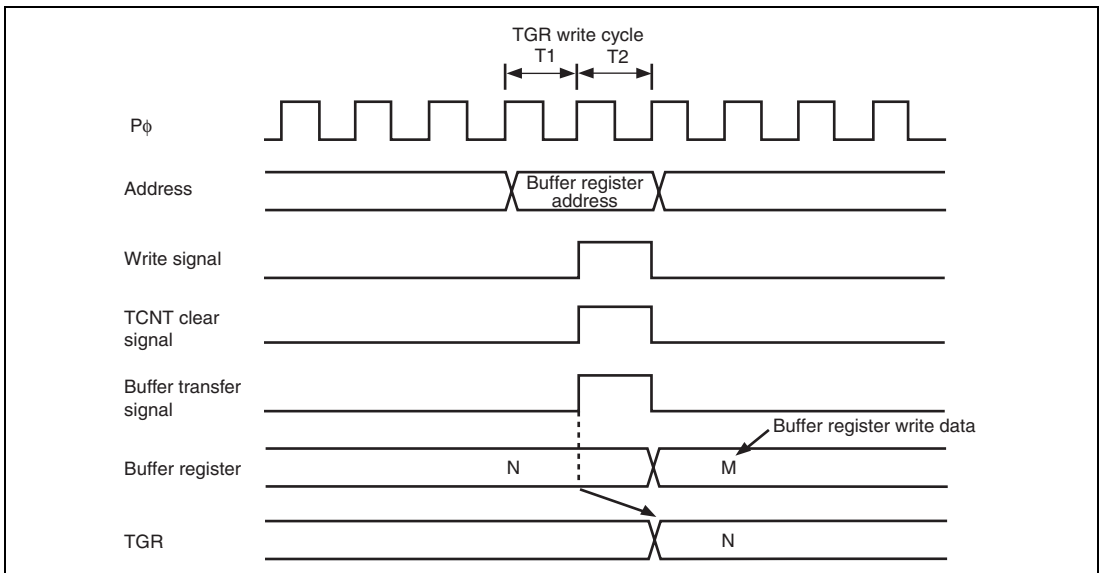 TGR write cycle
T1 T2
Pϕ
Address
Buffer register
address
Write signal
TCNT clear
signal
Buffer transfer
signal
Buffer register write data
Buffer register
N M
TGR
N